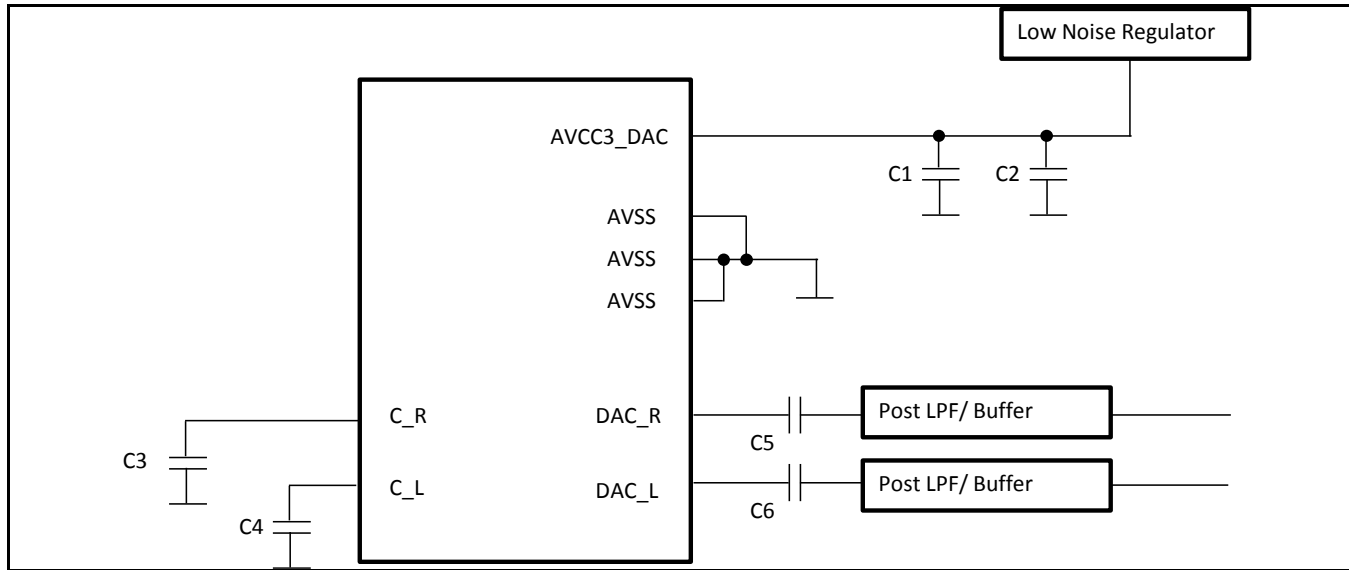 Low Noise Regulator
AVCC3_DAC
C1
C2
AVSS
AVSS
AVSS
C_R
DAC_R
Post LPF/ Buffer
C5
C3
C_L
DAC_L
Post LPF/ Buffer
C6
C4